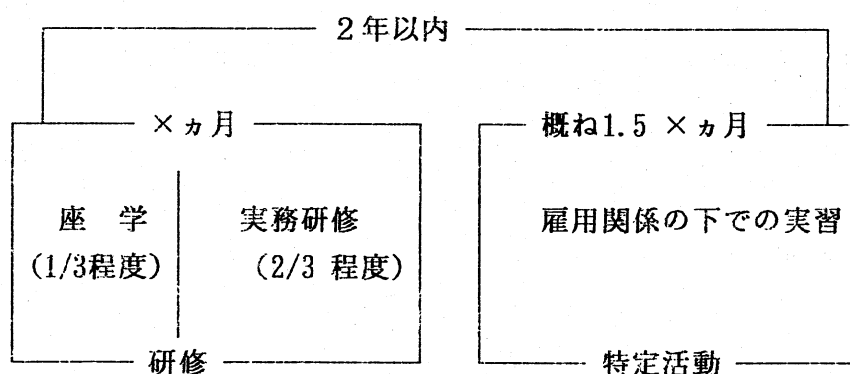 ２年以内
×ヵ月
概ね1.5 ×ヵ月
座　学
実務研修
(1/3程度)
(2/3 程度)
雇用関係の下での実習
研修
特定活動